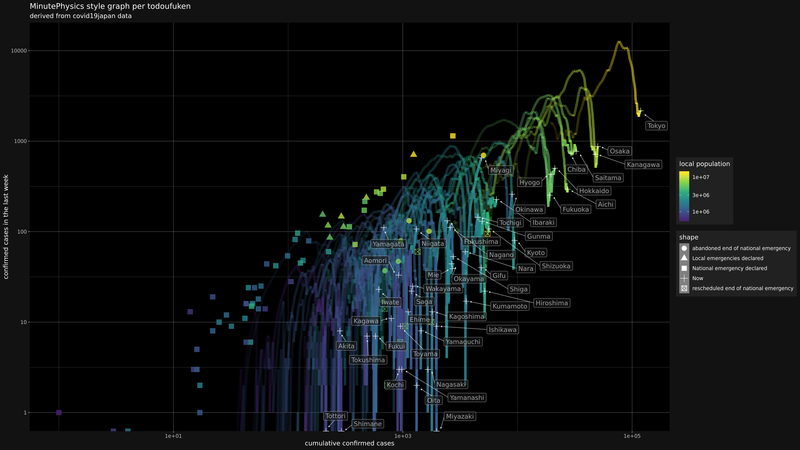 MinutePhysics style graph per todoufuken
derived from covid19japan data
confirmed cases in the last week
10000
1000
100
10
1
Tokyo
Osaka
Kanagawa
Chiba
Saitama
Miyagi
Hyogo
Hokkaido
Aichi
Fukuoka
Okinawa
Ibaraki
Tochigi
Gunma
Yamagata
Niigata
Fukushima
Kyoto
Nagano
Aomori
Shizuoka
Nara
Mie
Gifu
Okayama
Wakayama
Shiga
Iwate
Saga
Hiroshima
Kumamoto
Kagoshima
Kagawa
Ehime
Ishikawa
Yamaguchi
Akita
Fukui
Toyama
Tokushima
Kochi
Nagasaki
Yamanashi
Oita
Tottori
Miyazaki
Shimane
1e+01
1e+03
1e+05
cumulative confirmed cases
local population
1e+07
3e+06
1e+06
shape
abandoned end of national emergency
Local emergencies declared
National emergency declared
Now
rescheduled end of national emergency